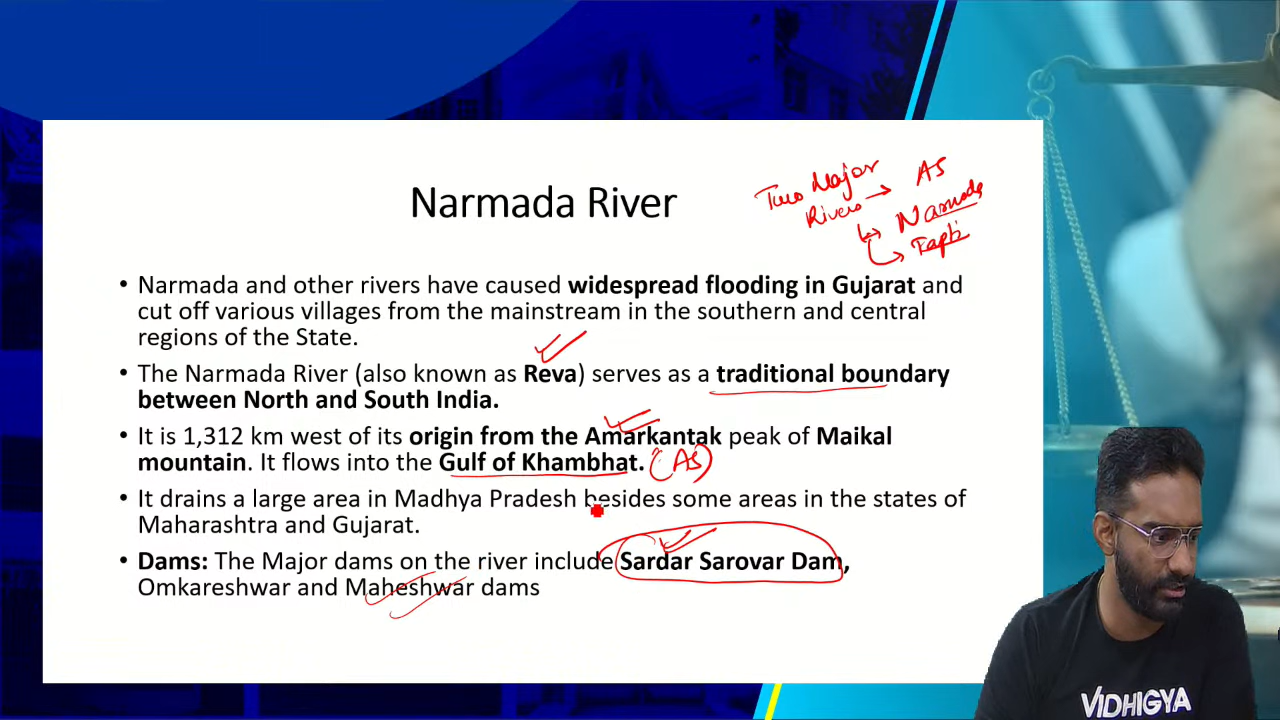 Two Major
Rivers → AS
↳ Narmada
→ Tapti
Narmada River
• Narmada and other rivers have caused widespread flooding in Gujarat and
cut off various villages from the mainstream in the southern and central
regions of the State.
• The Narmada River (also known as Reva) serves as a traditional boundary
between North and South India.
• It is 1,312 km west of its origin from the Amarkantak peak of Maikal
mountain. It flows into the Gulf of Khambhat. (AS)
• It drains a large area in Madhya Pradesh besides some areas in the states of
Maharashtra and Gujarat.
• Dams: The Major dams on the river include Sardar Sarovar Dam,
Omkareshwar and Maheshwar dams
VIDHIGYA